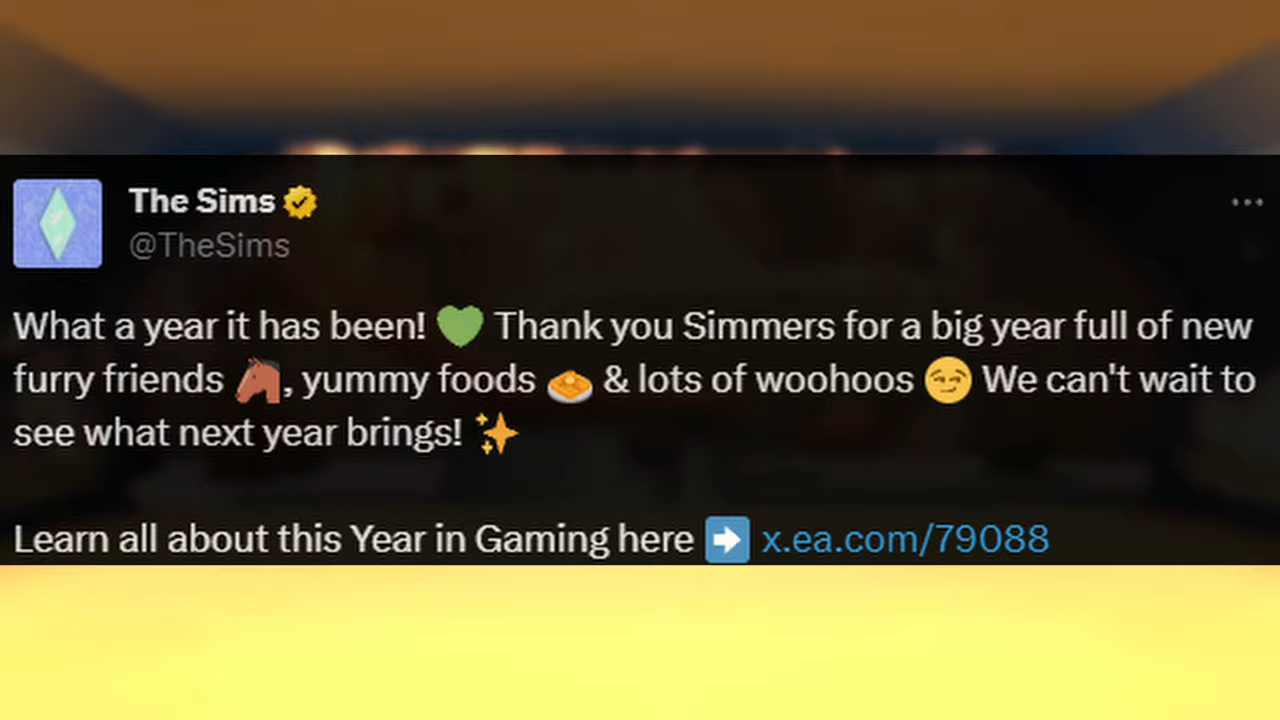 The Sims
@TheSims
What a year it has been! 💚 Thank you Simmers for a big year full of new
furry friends 🐴, yummy foods 🧇 & lots of woohoos 😏 We can't wait to
see what next year brings! ✨
Learn all about this Year in Gaming here ➡️ x.ea.com/79088